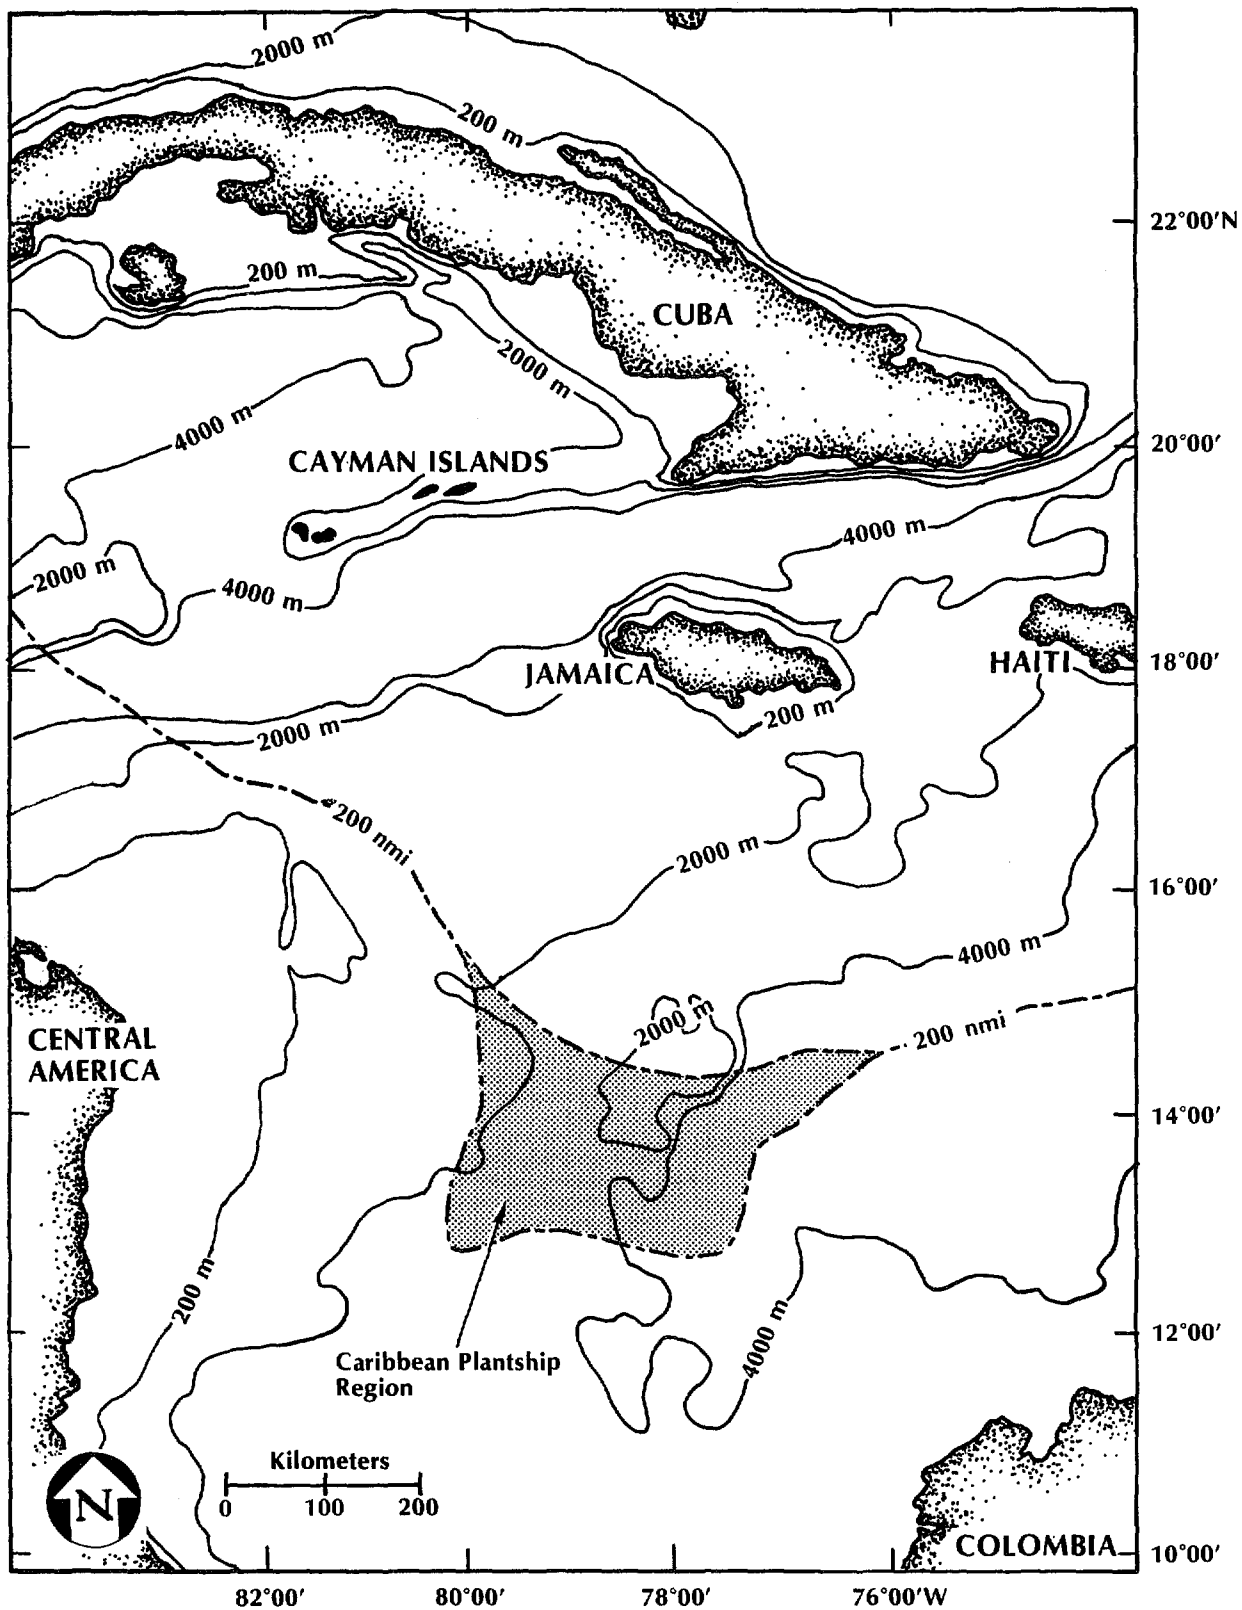 2000 m
200 m
22°00'N
200 m
CUBA
2000 m
4000 m
20°00'
CAYMAN ISLANDS
4000 m
2000 m
4000 m
JAMAICA
HAITI
18°00'
200 m
2000 m
200 nmi
2000 m
16°00'
4000 m
2000 m
200 nmi
CENTRAL
AMERICA
14°00'
200 m
12°00'
4000 m
Caribbean Plantship
Region
Kilometers
0 100 200
N
COLOMBIA
10°00'
82°00' 80°00' 78°00' 76°00'W